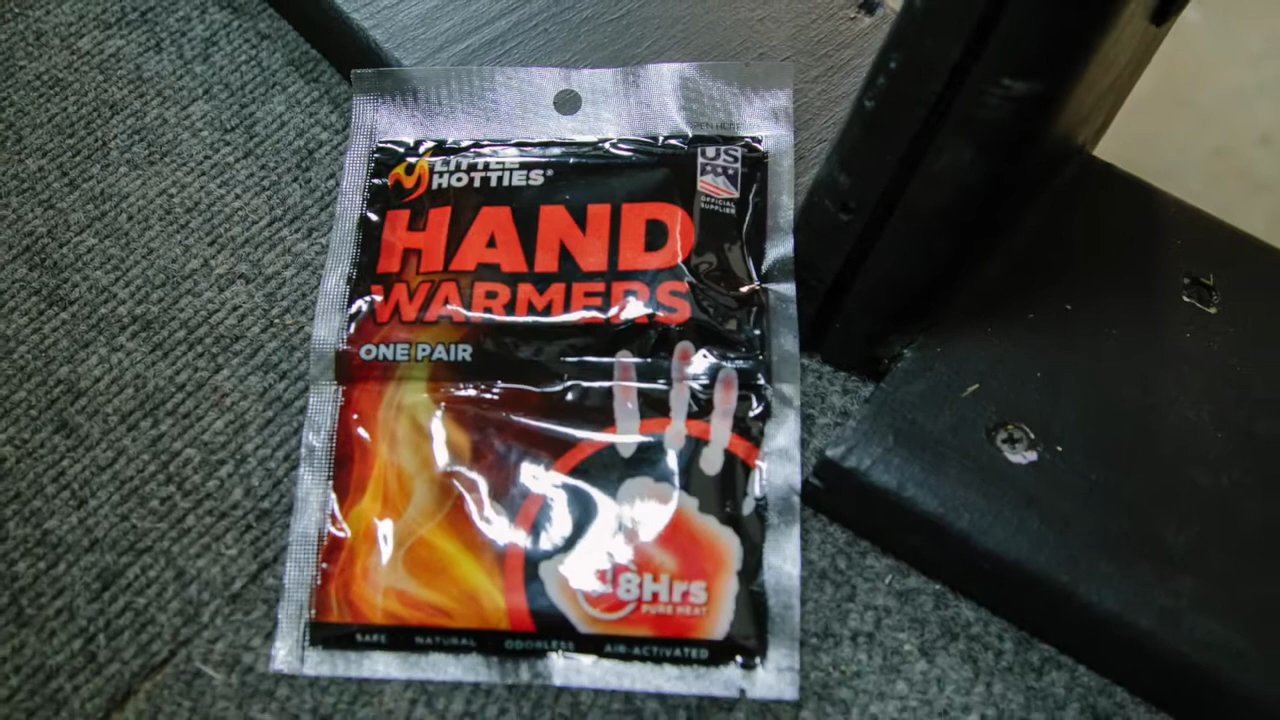 LITTLE
HOTTIES®
US
OFFICIAL
SUPPLIER
HAND
WARMERS
ONE PAIR
8Hrs
PURE HEAT
SAFE NATURAL ODORLESS AIR-ACTIVATED